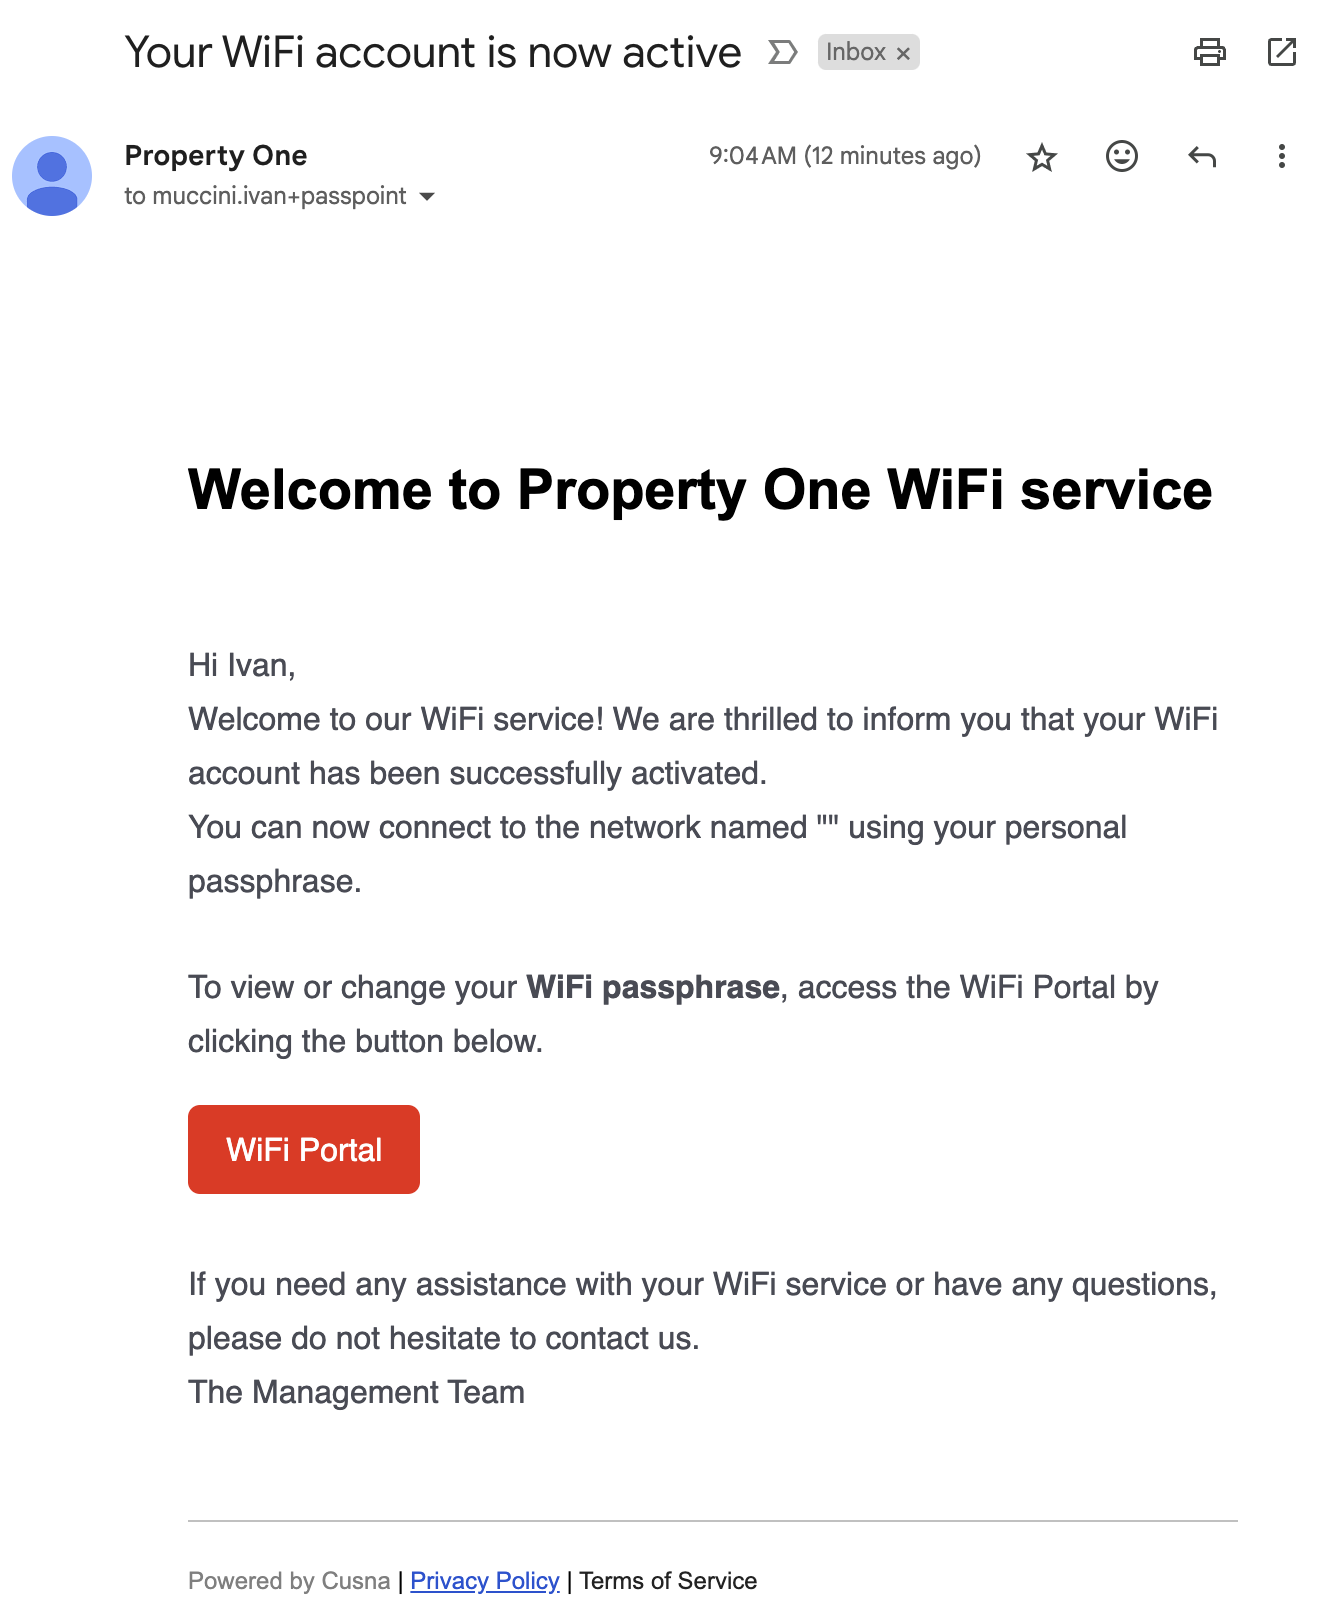 Your WiFi account is now active
Inbox ×
Property One
9:04 AM (12 minutes ago)
to muccini.ivan+passpoint
Welcome to Property One WiFi service
Hi Ivan,
Welcome to our WiFi service! We are thrilled to inform you that your WiFi
account has been successfully activated.
You can now connect to the network named "" using your personal
passphrase.
To view or change your WiFi passphrase, access the WiFi Portal by
clicking the button below.
WiFi Portal
If you need any assistance with your WiFi service or have any questions,
please do not hesitate to contact us.
The Management Team
Powered by Cusna | Privacy Policy | Terms of Service